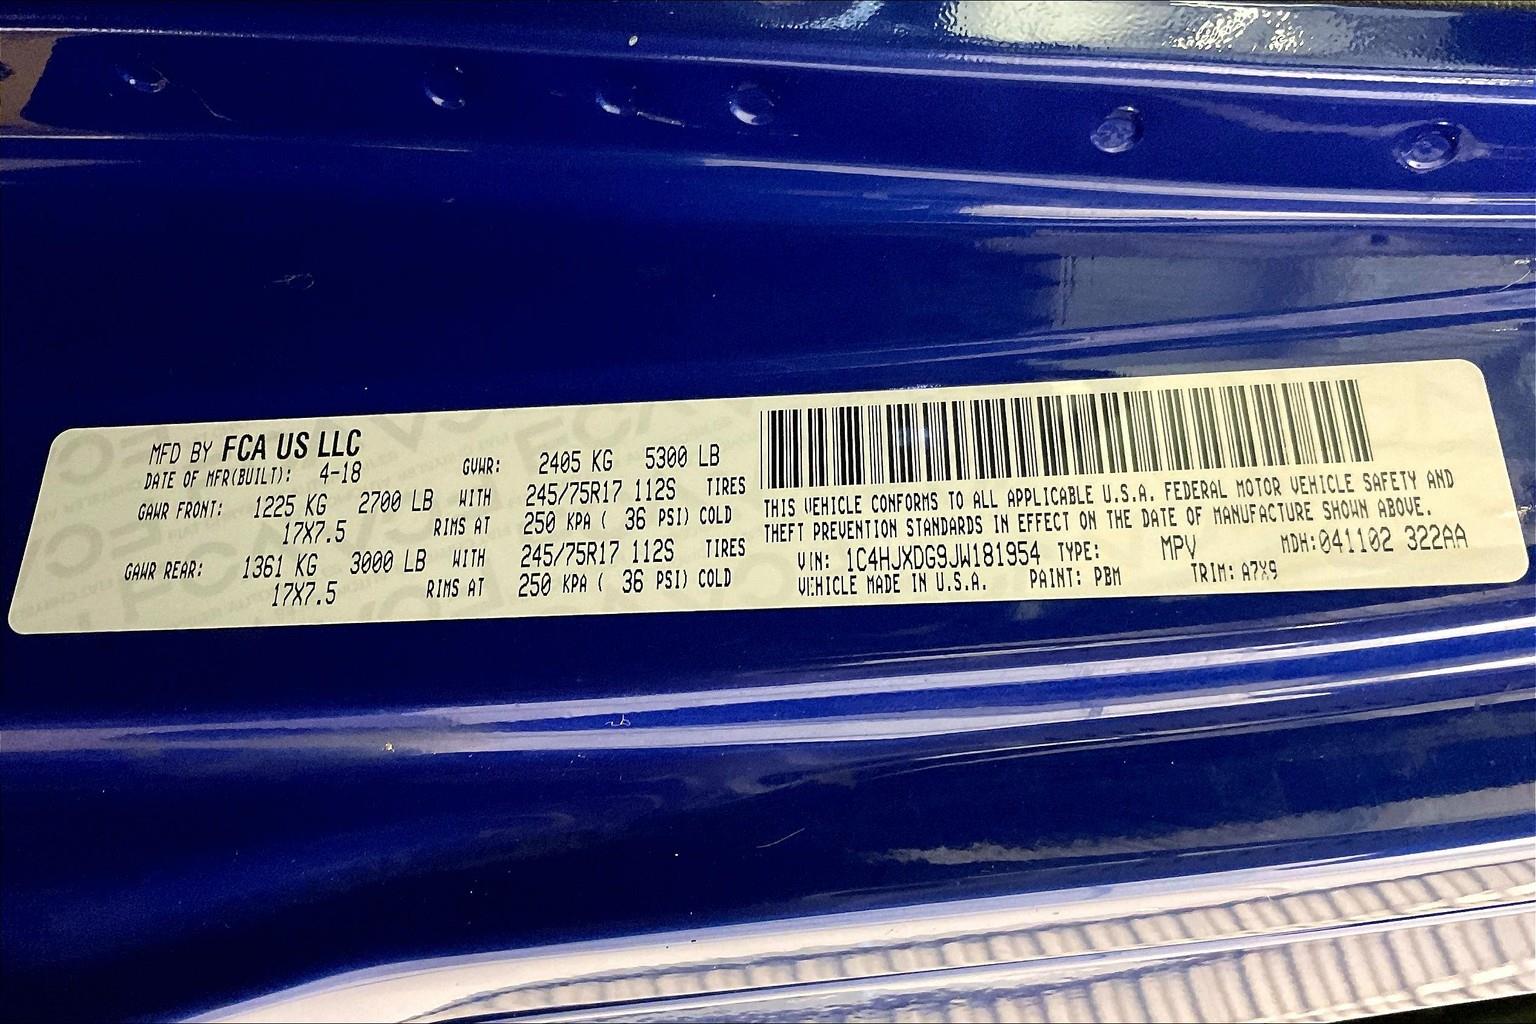 MFD BY FCA US LLC
DATE OF MFR(BUILT): 4-18 GVWR: 2405 KG 5300 LB
GAWR FRONT: 1225 KG 2700 LB WITH 245/75R17 112S TIRES
17X7.5 RIMS AT 250 KPA ( 36 PSI) COLD
GAWR REAR: 1361 KG 3000 LB WITH 245/75R17 112S TIRES
17X7.5 RIMS AT 250 KPA ( 36 PSI) COLD
THIS VEHICLE CONFORMS TO ALL APPLICABLE U.S.A. FEDERAL MOTOR VEHICLE SAFETY AND
THEFT PREVENTION STANDARDS IN EFFECT ON THE DATE OF MANUFACTURE SHOWN ABOVE.
VIN: 1C4HJXDG9JW181954 TYPE: MPV MDH:041102 322AA
VEHICLE MADE IN U.S.A. PAINT: PBM TRIM: A7X9